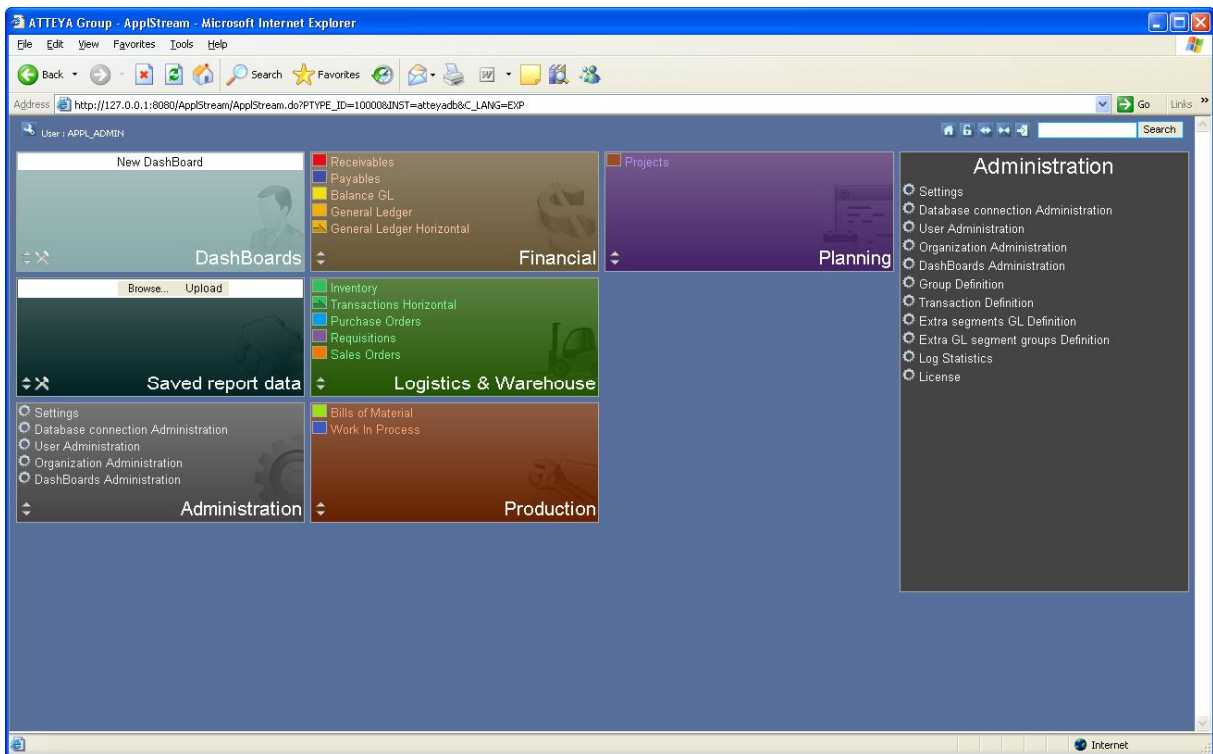 ATTEYA Group - ApplStream - Microsoft Internet Explorer
File Edit View Favorites Tools Help
Back Search Favorites
Address http://127.0.0.1:8080/ApplStream/ApplStream.do?PTYPE_ID=10000&INST=atteyadb&C_LANG=EXP Go Links »
User : APPL_ADMIN Search
New DashBoard
DashBoards
Receivables
Payables
Balance GL
General Ledger
General Ledger Horizontal
Financial
Projects
Planning
Browse... Upload
Saved report data
Inventory
Transactions Horizontal
Purchase Orders
Requisitions
Sales Orders
Logistics & Warehouse
Settings
Database connection Administration
User Administration
Organization Administration
DashBoards Administration
Administration
Bills of Material
Work In Process
Production
Administration
Settings
Database connection Administration
User Administration
Organization Administration
DashBoards Administration
Group Definition
Transaction Definition
Extra segments GL Definition
Extra GL segment groups Definition
Log Statistics
License
Internet